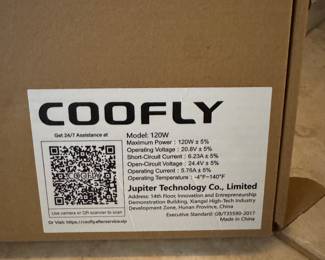 COOFLY
Get 24/7 Assistance at
Use camera or QR scanner to scan
Or Visit: https://cooflyafterservice.vip
Model: 120W
Maximum Power : 120W ± 5%
Operating Voltage : 20.8V ± 5%
Short-Circuit Current : 6.23A ± 5%
Open-Circuit Voltage : 24.4V ± 5%
Operating Current : 5.76A ± 5%
Operating Temperature : -4°F~140°F
Jupiter Technology Co., Limited
Address: 14th Floor, Innovation and Entrepreneurship
Demonstration Building, Xiangyi High-Tech Industry
Development Zone, Hunan Province, China
Executive Standard: GB/T35590-2017
Made in China